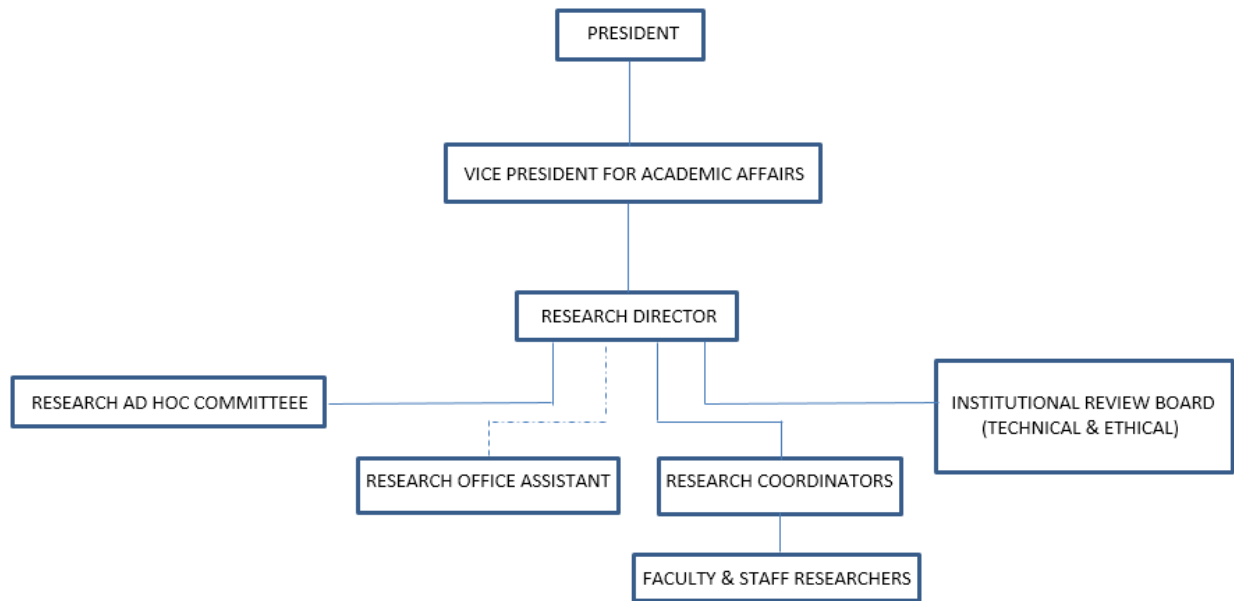 PRESIDENT
VICE PRESIDENT FOR ACADEMIC AFFAIRS
RESEARCH DIRECTOR
RESEARCH AD HOC COMMITTEEE
INSTITUTIONAL REVIEW BOARD
(TECHNICAL & ETHICAL)
RESEARCH OFFICE ASSISTANT
RESEARCH COORDINATORS
FACULTY & STAFF RESEARCHERS